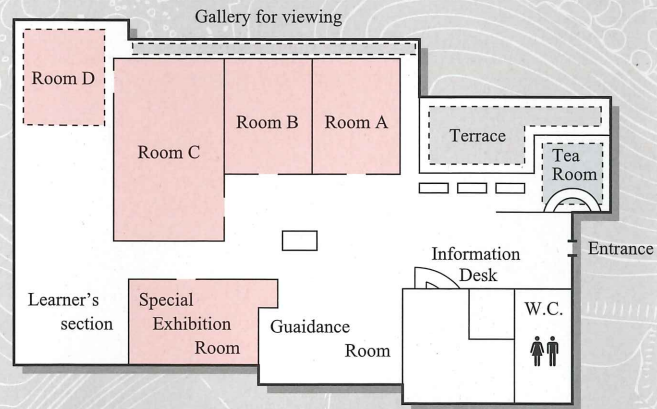 Gallery for viewing
Room D
Room C
Room B
Room A
Terrace
Tea
Room
Entrance
Information
Desk
W.C.
Learner's
section
Special
Exhibition
Room
Guaidance
Room